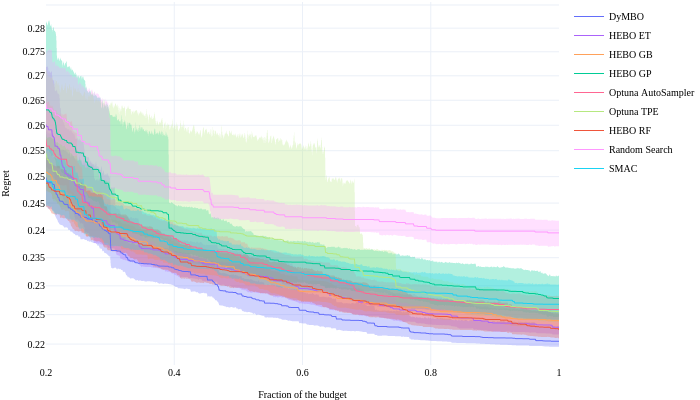 0.28
0.275
0.27
0.265
0.26
0.255
0.25
0.245
0.24
0.235
0.23
0.225
0.22
Regret
0.2
0.4
0.6
0.8
1
Fraction of the budget
DyMBO
HEBO ET
HEBO GB
HEBO GP
Optuna AutoSampler
Optuna TPE
HEBO RF
Random Search
SMAC